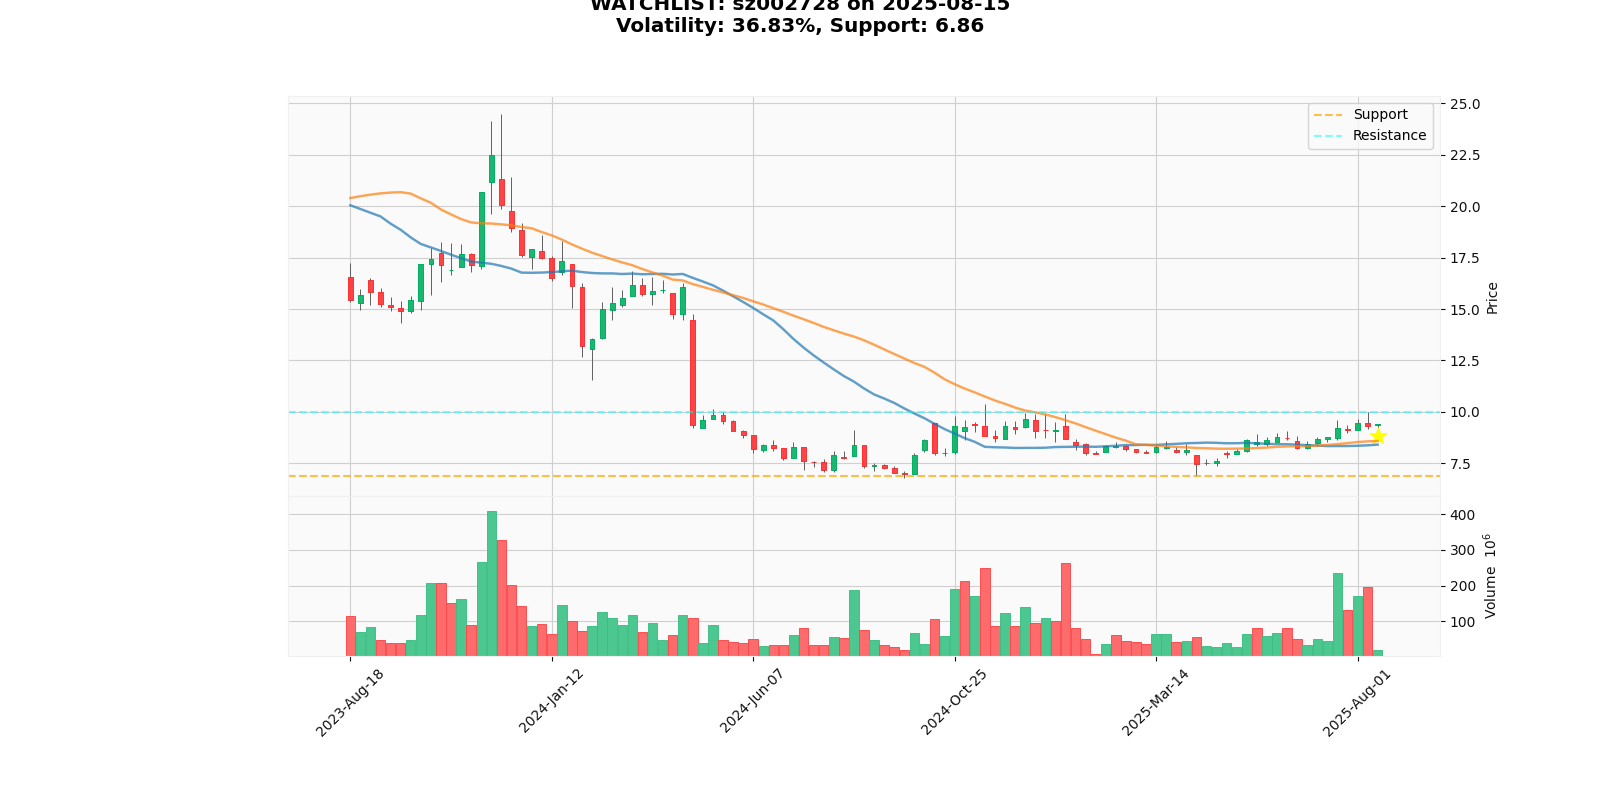 WATCHLIST: sz002728 on 2025-08-15
Volatility: 36.83%, Support: 6.86
Support
Resistance
25.0
22.5
20.0
17.5
15.0
12.5
10.0
7.5
Price
400
300
200
100
Volume 10⁶
2023-Aug-18
2024-Jan-12
2024-Jun-07
2024-Oct-25
2025-Mar-14
2025-Aug-01